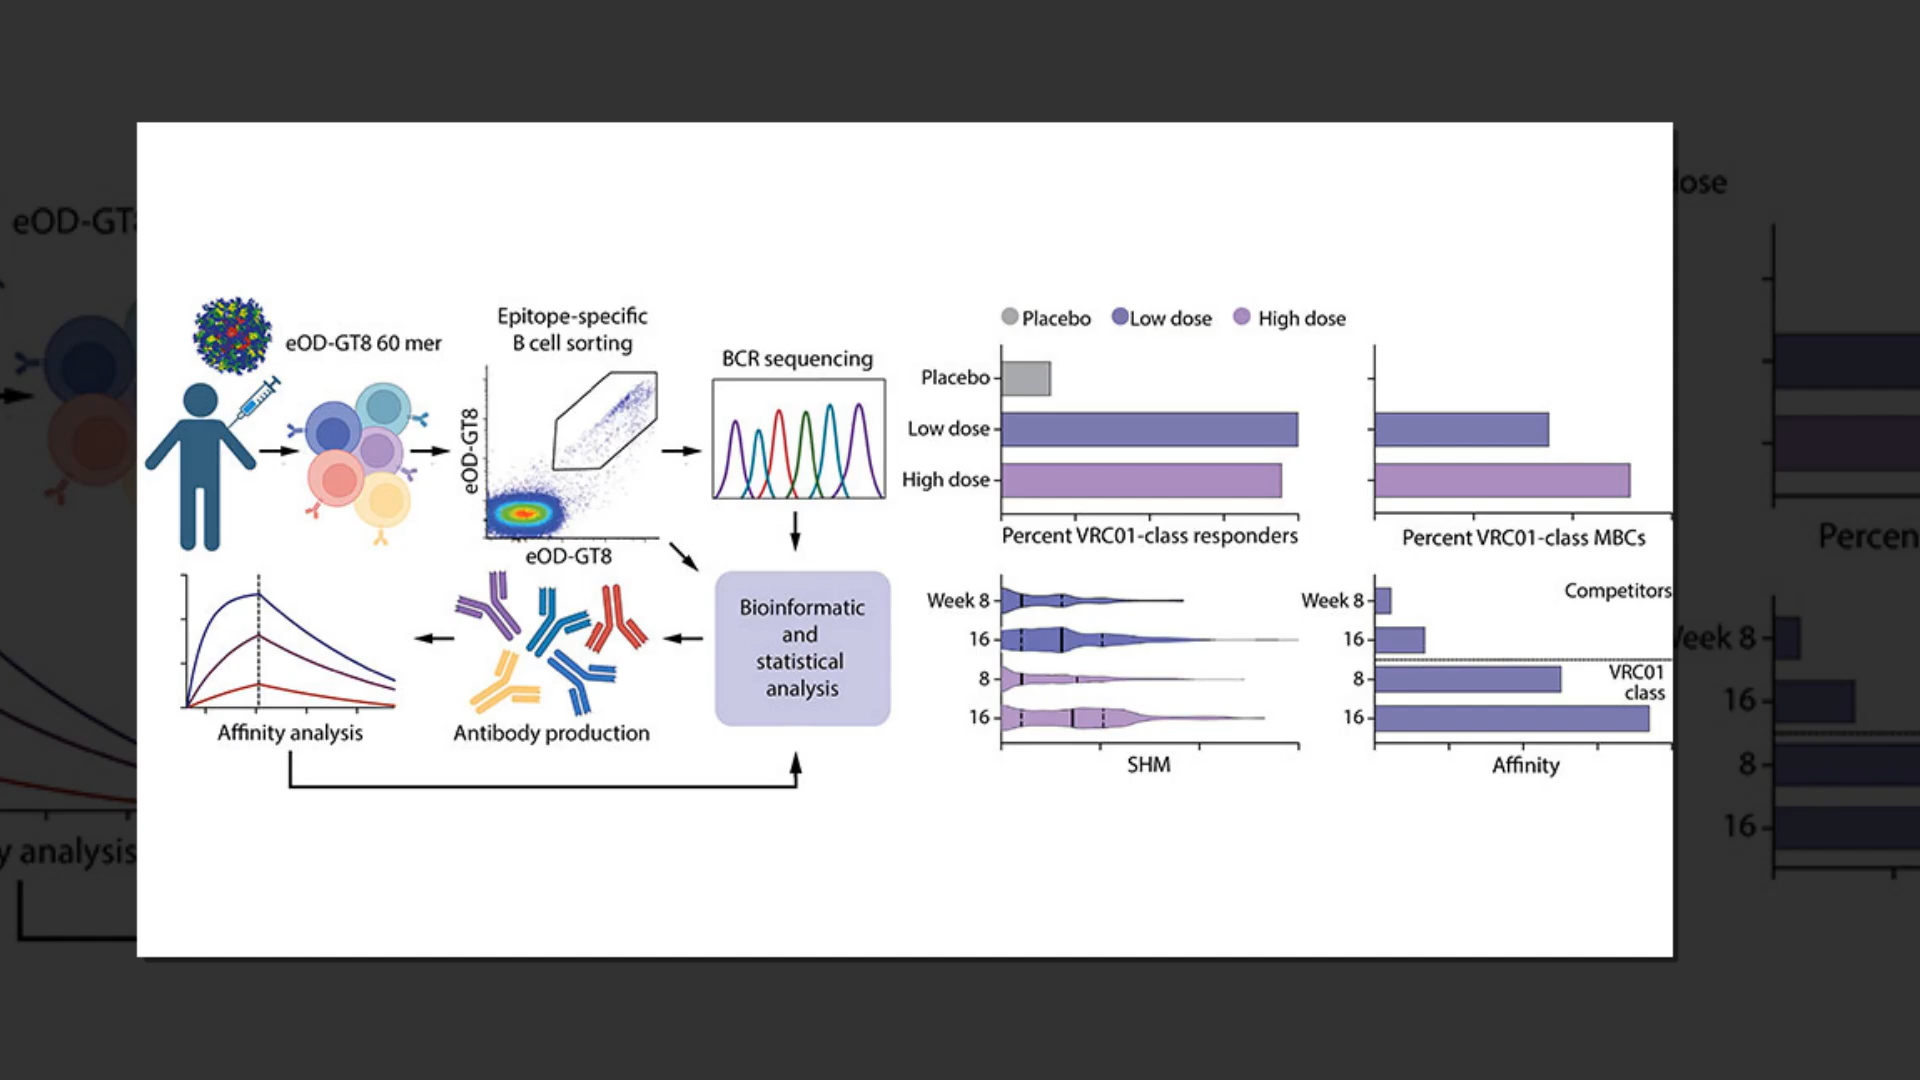 eOD-GT8 60 mer
Epitope-specific
B cell sorting
eOD-GT8
eOD-GT8
BCR sequencing
Bioinformatic
and
statistical
analysis
Antibody production
Affinity analysis
Placebo
Low dose
High dose
Placebo
Low dose
High dose
Percent VRC01-class responders
Percent VRC01-class MBCs
Week 8
16
8
16
SHM
Week 8
16
8
16
Competitors
VRC01
class
Affinity
eOD-GT8
y analysis
lose
Percen
Week 8
16
8
16